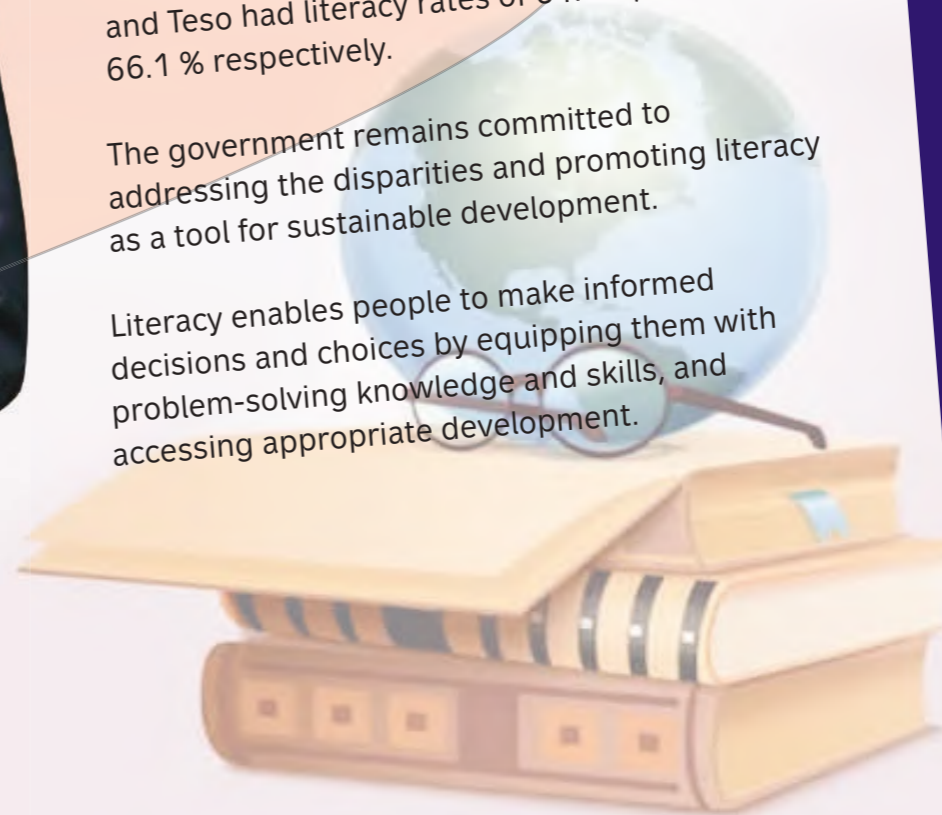 and Teso had literacy rates of
66.1 % respectively.
The government remains committed to
addressing the disparities and promoting literacy
as a tool for sustainable development.
Literacy enables people to make informed
decisions and choices by equipping them with
problem-solving knowledge and skills, and
accessing appropriate development.